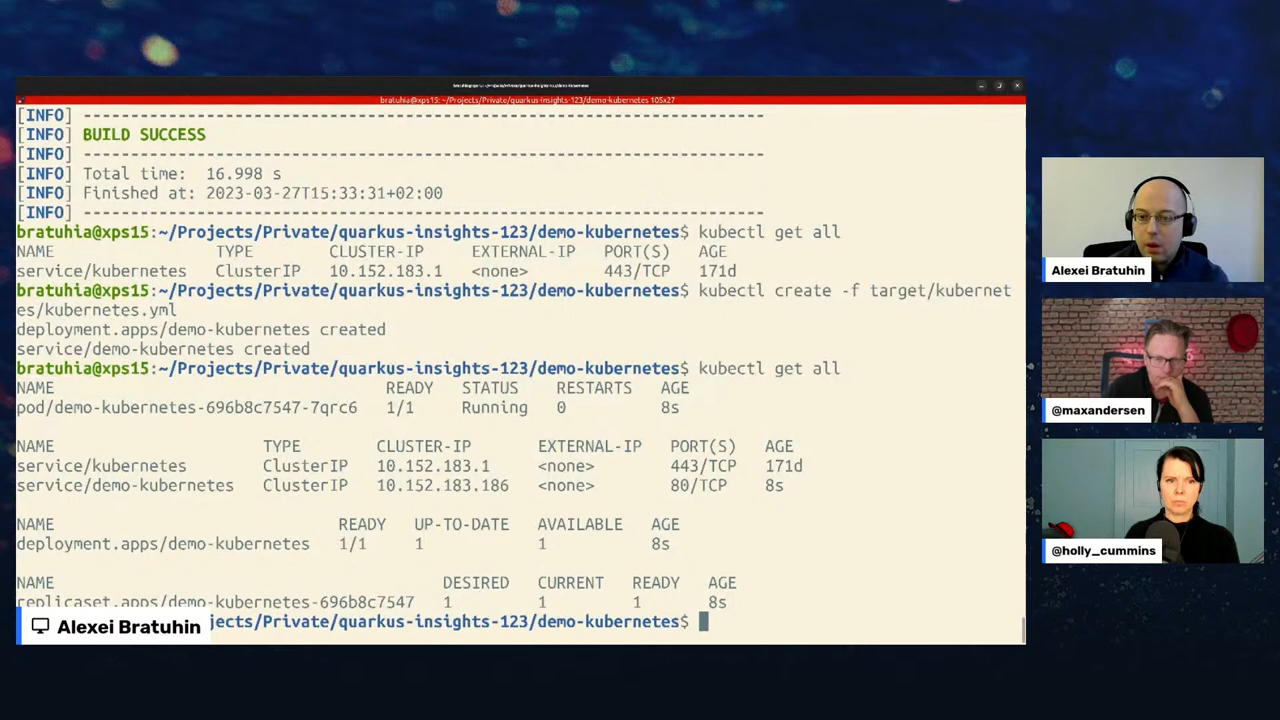 bratuhia@xps15: ~/Projects/Private/quarkus-insights-123/demo-kubernetes 105x27
[INFO] ------------------------------------------------------------------------
[INFO] BUILD SUCCESS
[INFO] ------------------------------------------------------------------------
[INFO] Total time:  16.998 s
[INFO] Finished at: 2023-03-27T15:33:31+02:00
[INFO] ------------------------------------------------------------------------
bratuhia@xps15:~/Projects/Private/quarkus-insights-123/demo-kubernetes$ kubectl get all
NAME TYPE CLUSTER-IP EXTERNAL-IP PORT(S) AGE
service/kubernetes ClusterIP 10.152.183.1 <none> 443/TCP 171d
bratuhia@xps15:~/Projects/Private/quarkus-insights-123/demo-kubernetes$ kubectl create -f target/kubernet
es/kubernetes.yml
deployment.apps/demo-kubernetes created
service/demo-kubernetes created
bratuhia@xps15:~/Projects/Private/quarkus-insights-123/demo-kubernetes$ kubectl get all
NAME READY STATUS RESTARTS AGE
pod/demo-kubernetes-696b8c7547-7qrc6 1/1 Running 0 8s
NAME TYPE CLUSTER-IP EXTERNAL-IP PORT(S) AGE
service/kubernetes ClusterIP 10.152.183.1 <none> 443/TCP 171d
service/demo-kubernetes ClusterIP 10.152.183.186 <none> 80/TCP 8s
NAME READY UP-TO-DATE AVAILABLE AGE
deployment.apps/demo-kubernetes 1/1 1 1 8s
NAME DESIRED CURRENT READY AGE
replicaset.apps/demo-kubernetes-696b8c7547 1 1 1 8s
jects/Private/quarkus-insights-123/demo-kubernetes$
Alexei Bratuhin
Alexei Bratuhin
@maxandersen
@holly_cummins